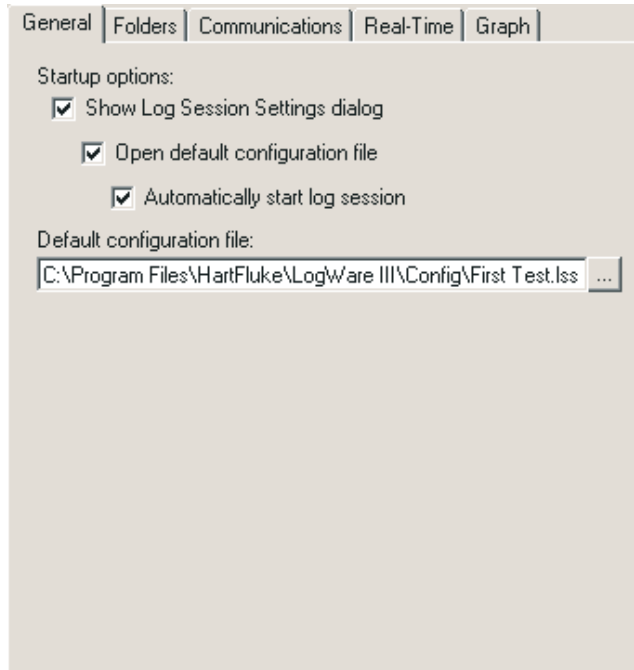 General Folders Communications Real-Time Graph
Startup options:
Show Log Session Settings dialog
Open default configuration file
Automatically start log session
Default configuration file:
C:\Program Files\HartFluke\LogWare III\Config\First Test.lss ...